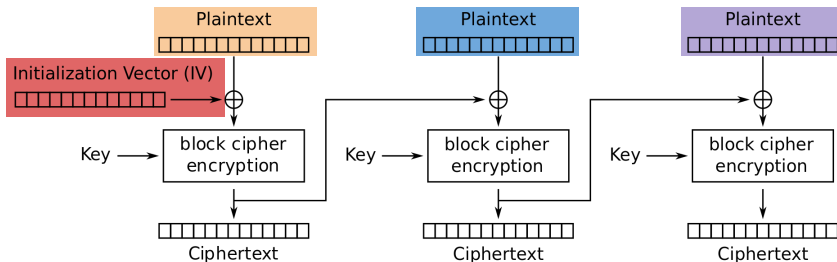 Plaintext
Plaintext
Plaintext
Initialization Vector (IV)
Key
block cipher
encryption
Key
block cipher
encryption
Key
block cipher
encryption
Ciphertext
Ciphertext
Ciphertext